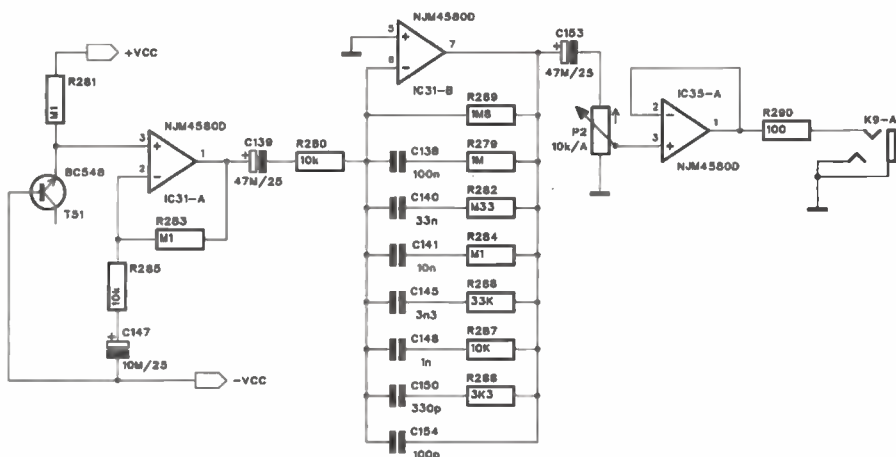 +VCC
R281
M1
BC548
T51
NJM4580D
3
+
2
-
1
IC31-A
R283
M1
R285
10k
+
C147
10M/25
-VCC
+
C139
47M/25
R280
10k
NJM4580D
5
+
6
-
7
IC31-B
R289
1M8
C138
100n
R279
1M
C140
33n
R282
M33
C141
10n
R284
M1
C145
3n3
R286
33K
C148
1n
R287
10K
C150
330p
R288
3K3
C154
100p
+
C153
47M/25
P2
10k/A
IC35-A
2
-
3
+
1
NJM4580D
R290
100
K9-A